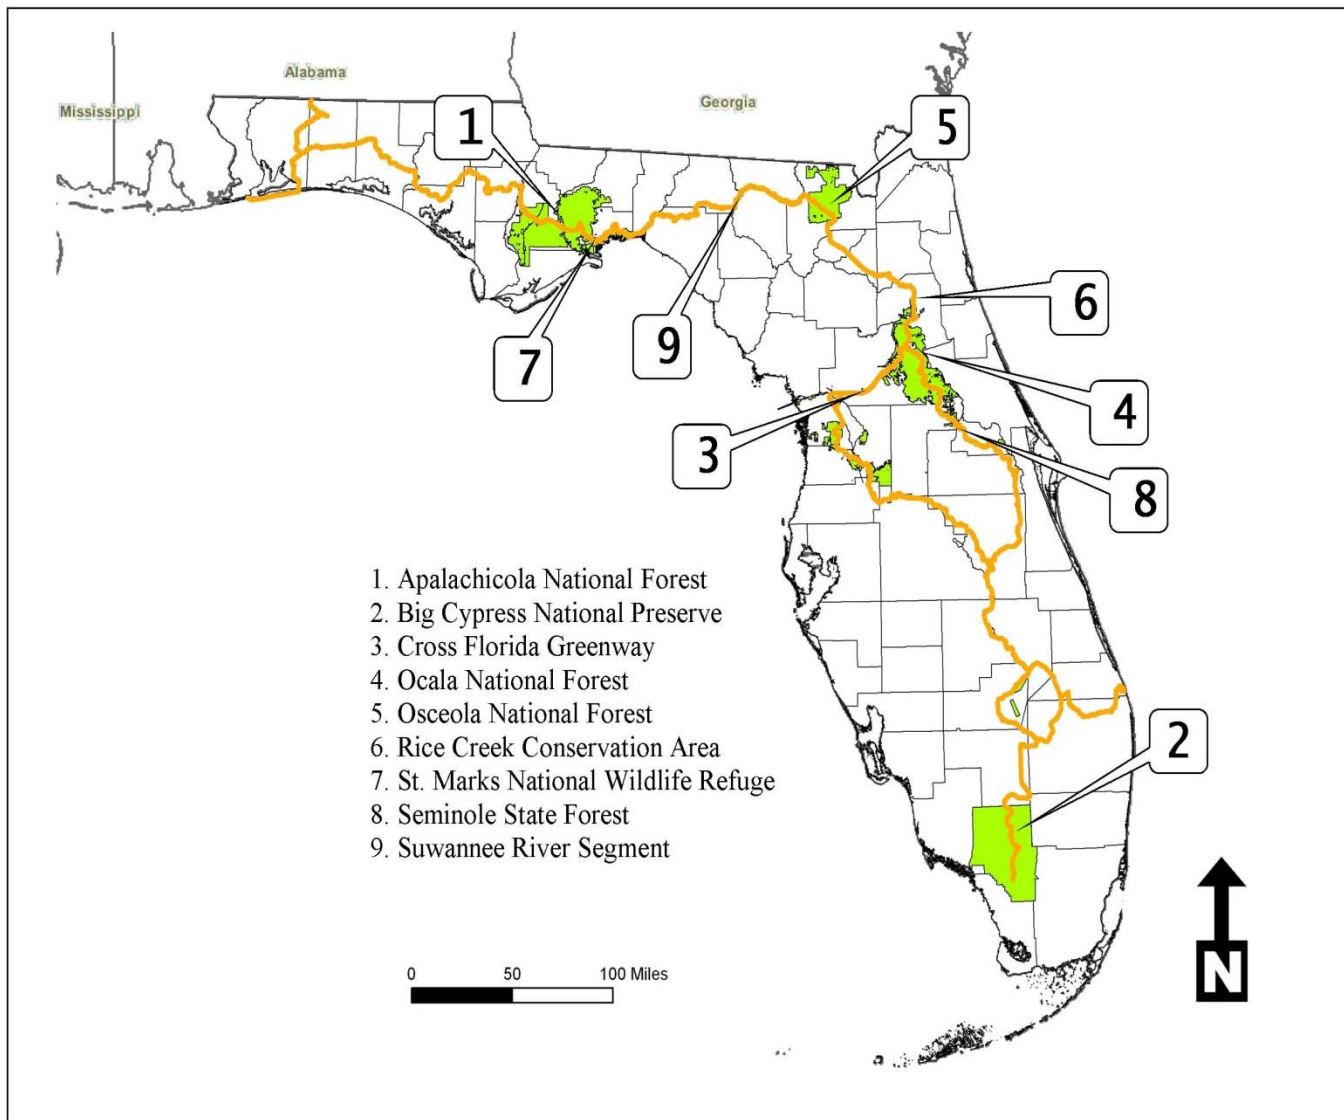 Alabama
Mississippi
Georgia
1
5
6
7
9
4
3
8
1. Apalachicola National Forest
2. Big Cypress National Preserve
3. Cross Florida Greenway
4. Ocala National Forest
5. Osceola National Forest
6. Rice Creek Conservation Area
7. St. Marks National Wildlife Refuge
8. Seminole State Forest
9. Suwannee River Segment
2
0 50 100 Miles
N